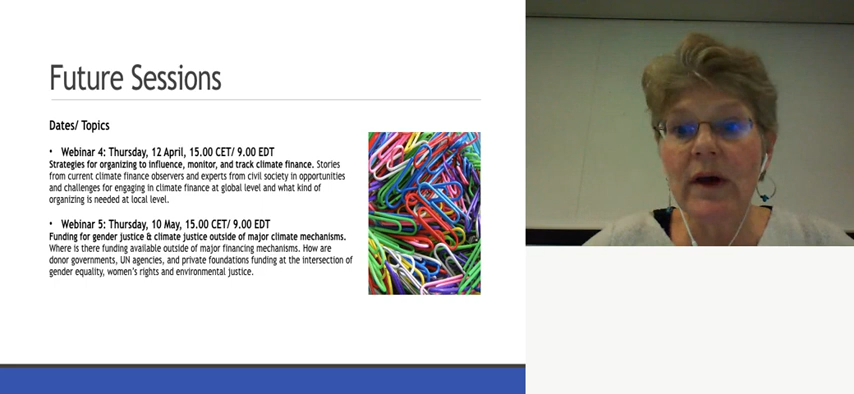 Future Sessions
Dates/ Topics
• Webinar 4: Thursday, 12 April, 15.00 CET/ 9.00 EDT
Strategies for organizing to influence, monitor, and track climate finance. Stories
from current climate finance observers and experts from civil society in opportunities
and challenges for engaging in climate finance at global level and what kind of
organizing is needed at local level.
• Webinar 5: Thursday, 10 May, 15.00 CET/ 9.00 EDT
Funding for gender justice & climate justice outside of major climate mechanisms.
Where is there funding available outside of major financing mechanisms. How are
donor governments, UN agencies, and private foundations funding at the intersection of
gender equality, women's rights and environmental justice.